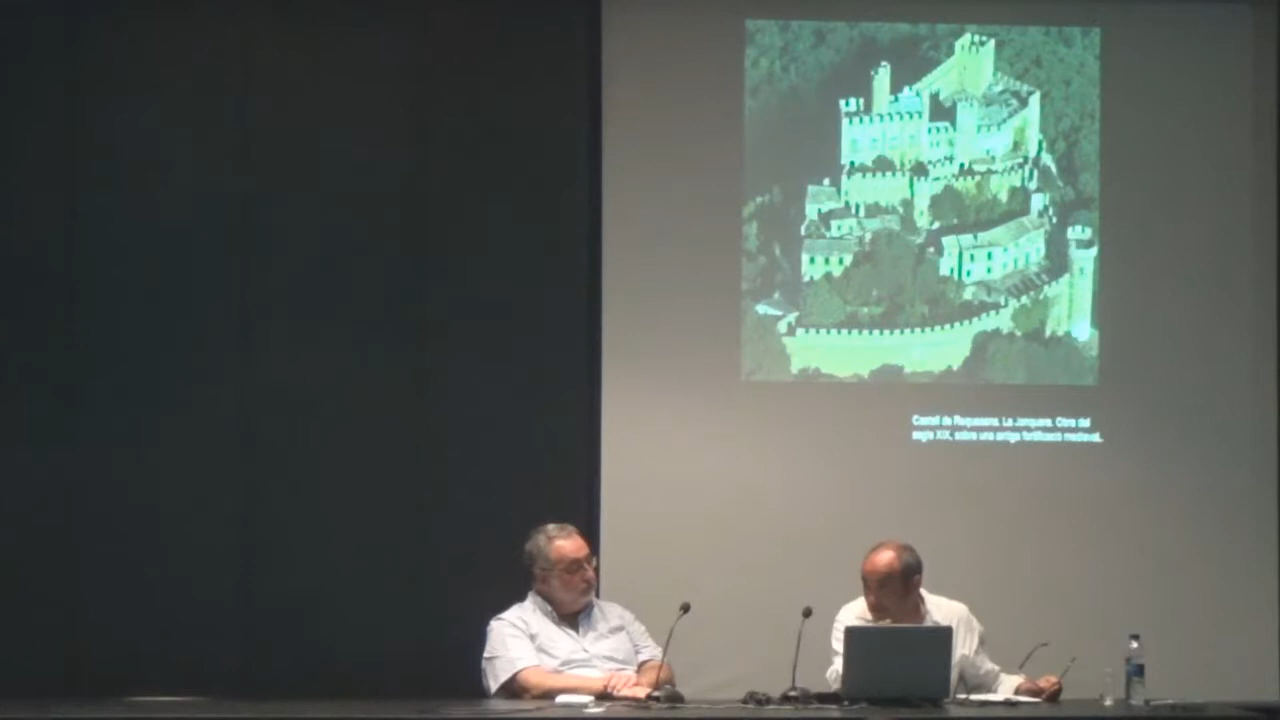 Castell de Requesens. La Jonquera. Obra del
segle XIX, sobre una antiga fortificació medieval.